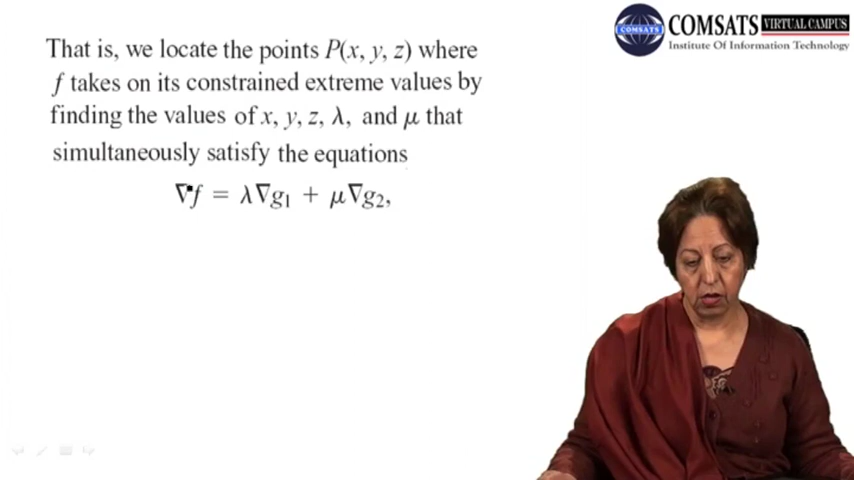 COMSATS VIRTUAL CAMPUS
COMSATS
Institute Of Information Technology
That is, we locate the points P(x, y, z) where
f takes on its constrained extreme values by
finding the values of x, y, z, λ, and μ that
simultaneously satisfy the equations
∇f = λ∇g₁ + μ∇g₂,